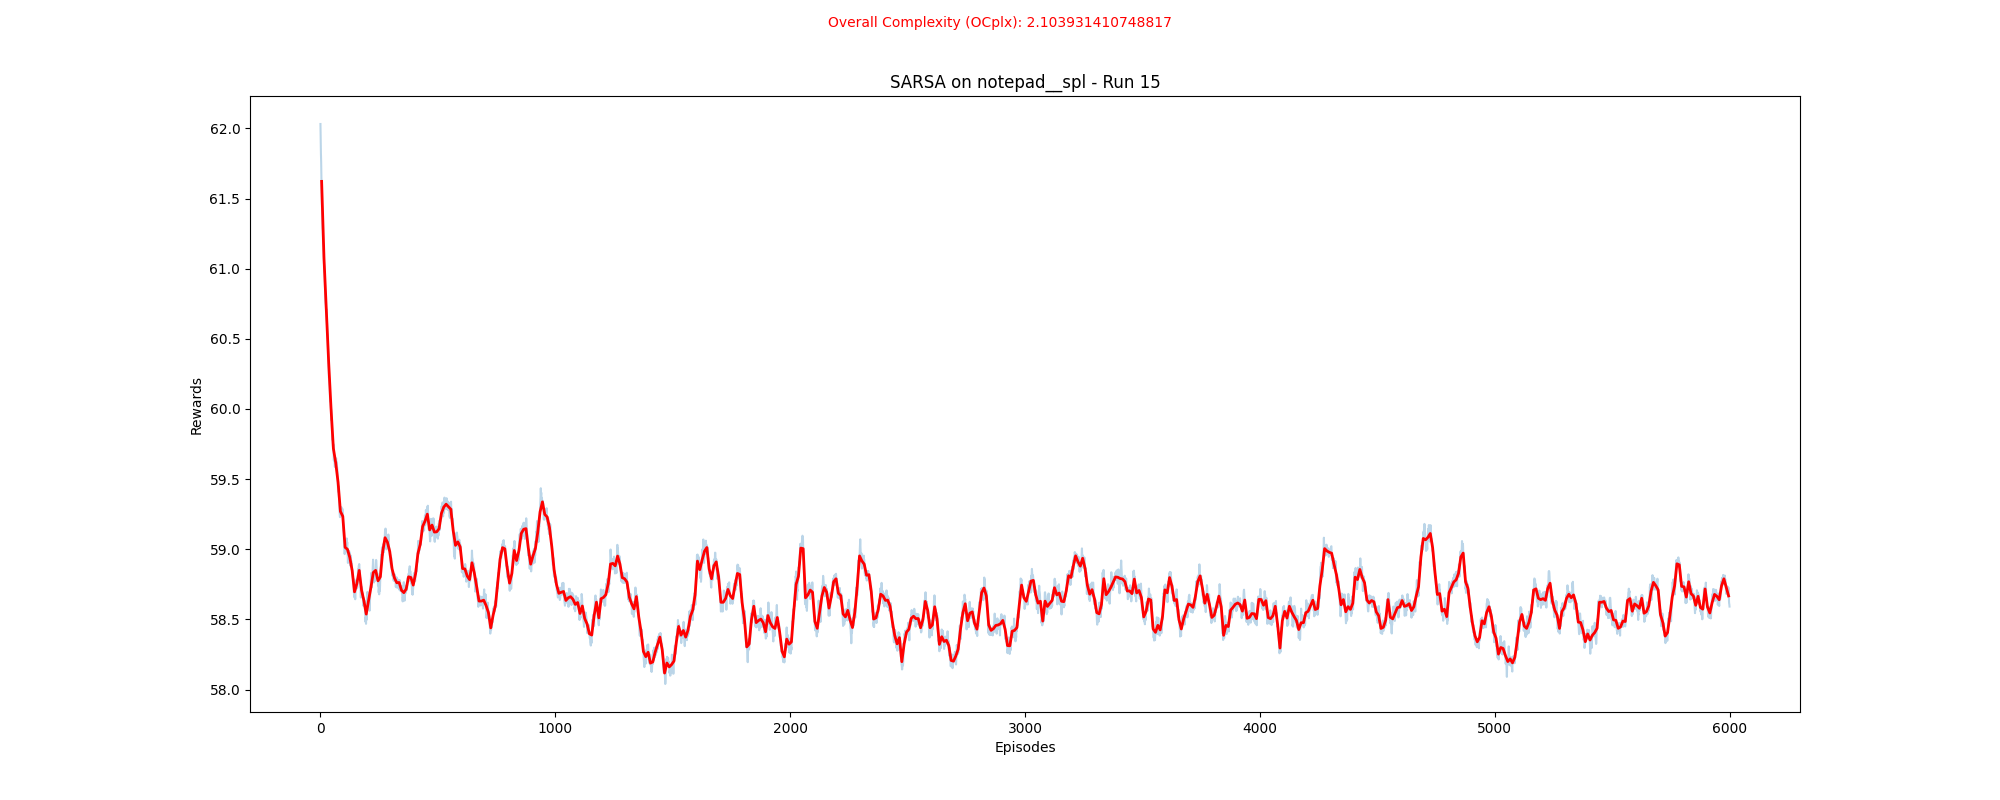 Overall Complexity (OCplx): 2.103931410748817
SARSA on notepad__spl - Run 15
62.0
61.5
61.0
60.5
60.0
59.5
59.0
58.5
58.0
Rewards
0 1000 2000 3000 4000 5000 6000
Episodes